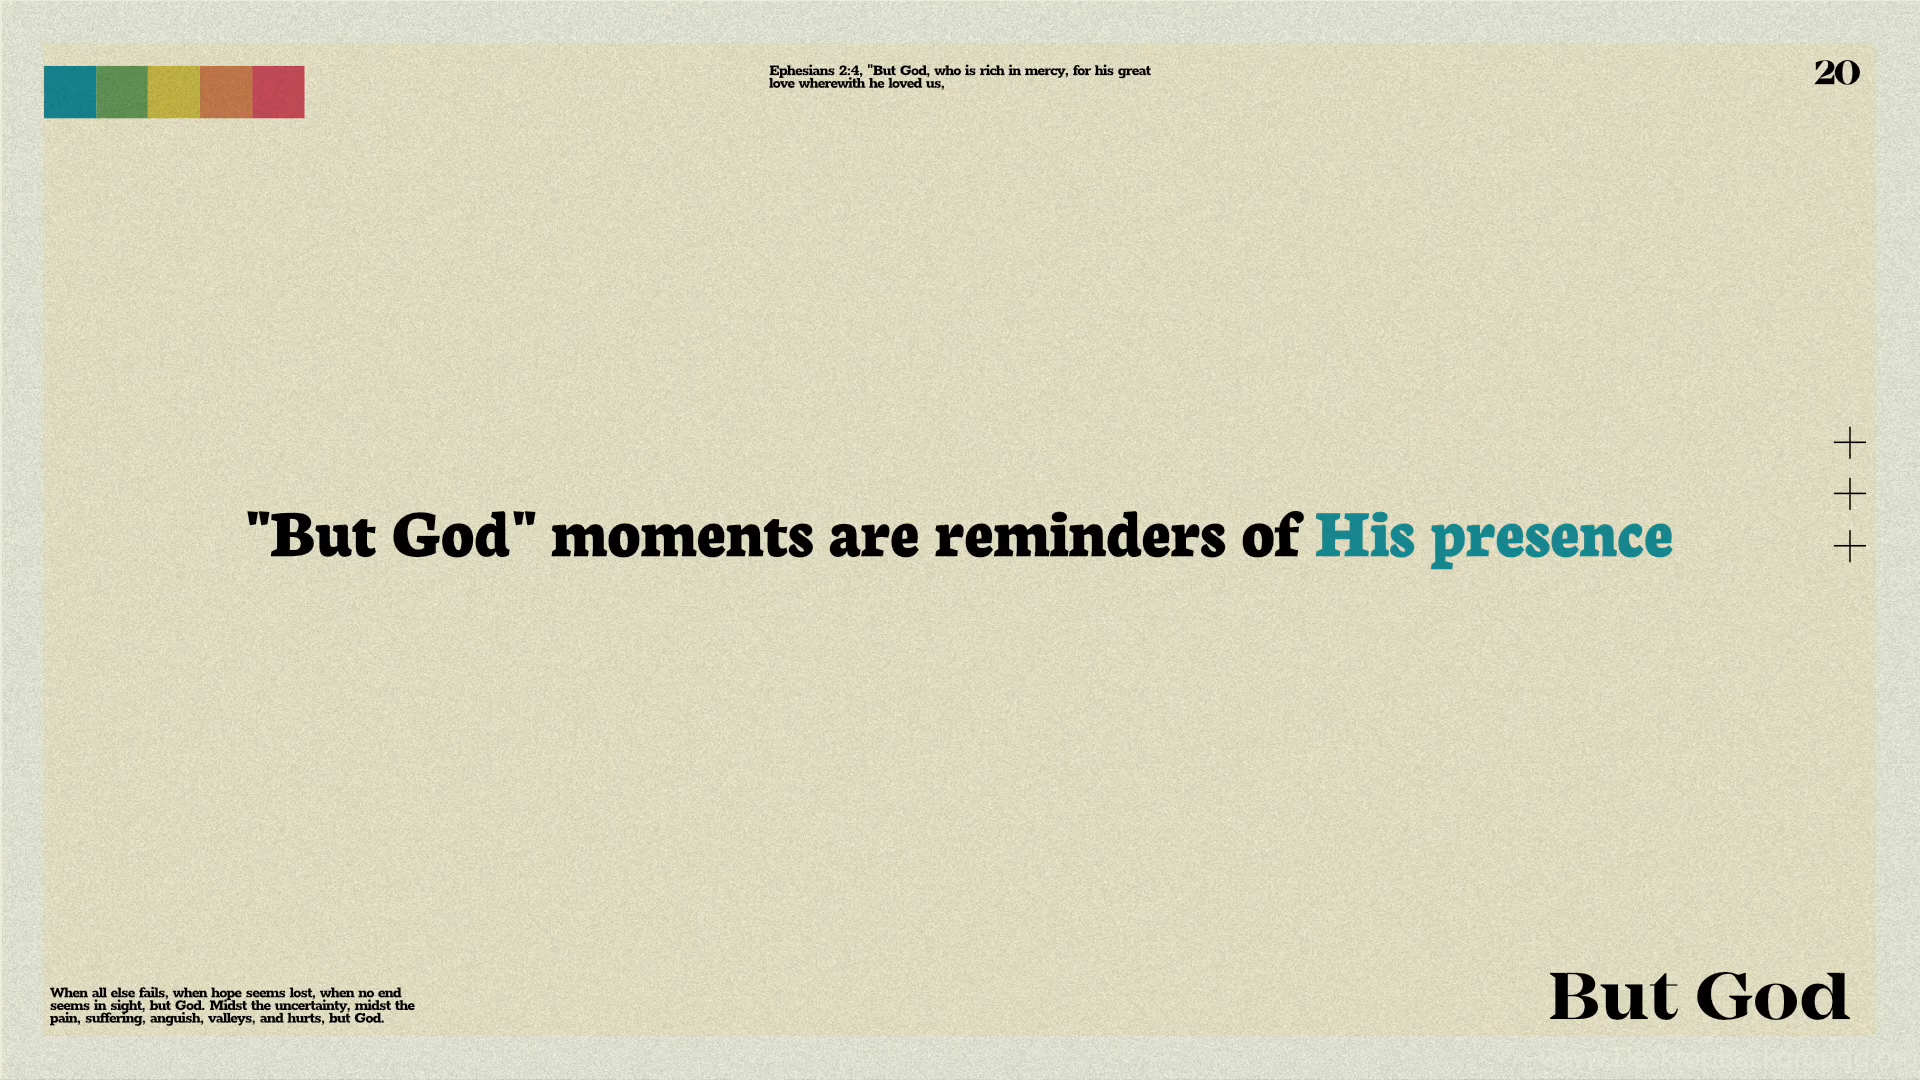 Ephesians 2:4, "But God, who is rich in mercy, for his great
love wherewith he loved us,
20
"But God" moments are reminders of His presence
When all else fails, when hope seems lost, when no end
seems in sight, but God. Midst the uncertainty, midst the
pain, suffering, anguish, valleys, and hurts, but God.
But God